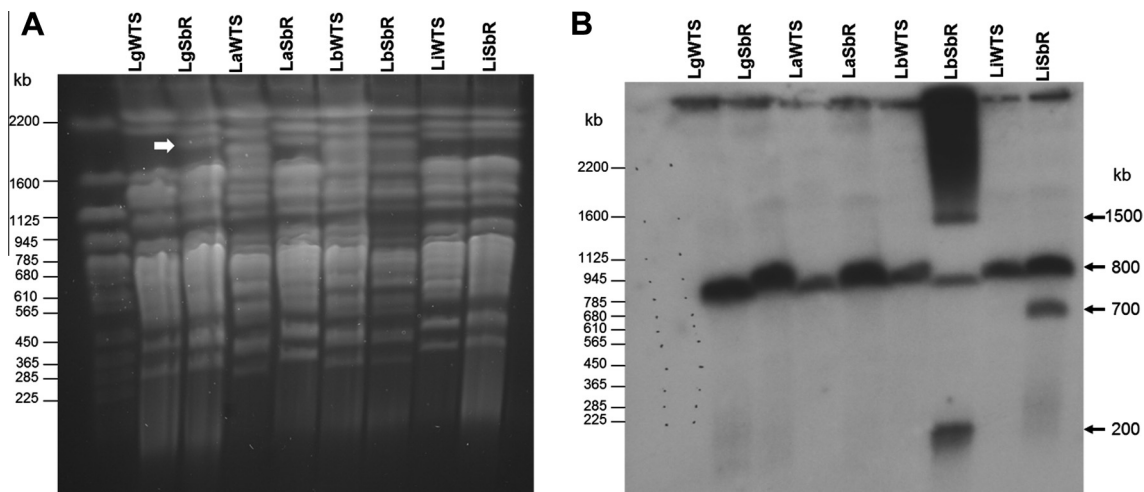 A
LgWTS
LgSbR
LaWTS
LaSbR
LbWTS
LbSbR
LiWTS
LiSbR
kb
2200
1600
1125
945
785
680
610
565
450
365
285
225
B
LgWTS
LgSbR
LaWTS
LaSbR
LbWTS
LbSbR
LiWTS
LiSbR
kb
2200
1600
1125
945
785
680
610
565
450
365
285
225
kb
1500
800
700
200